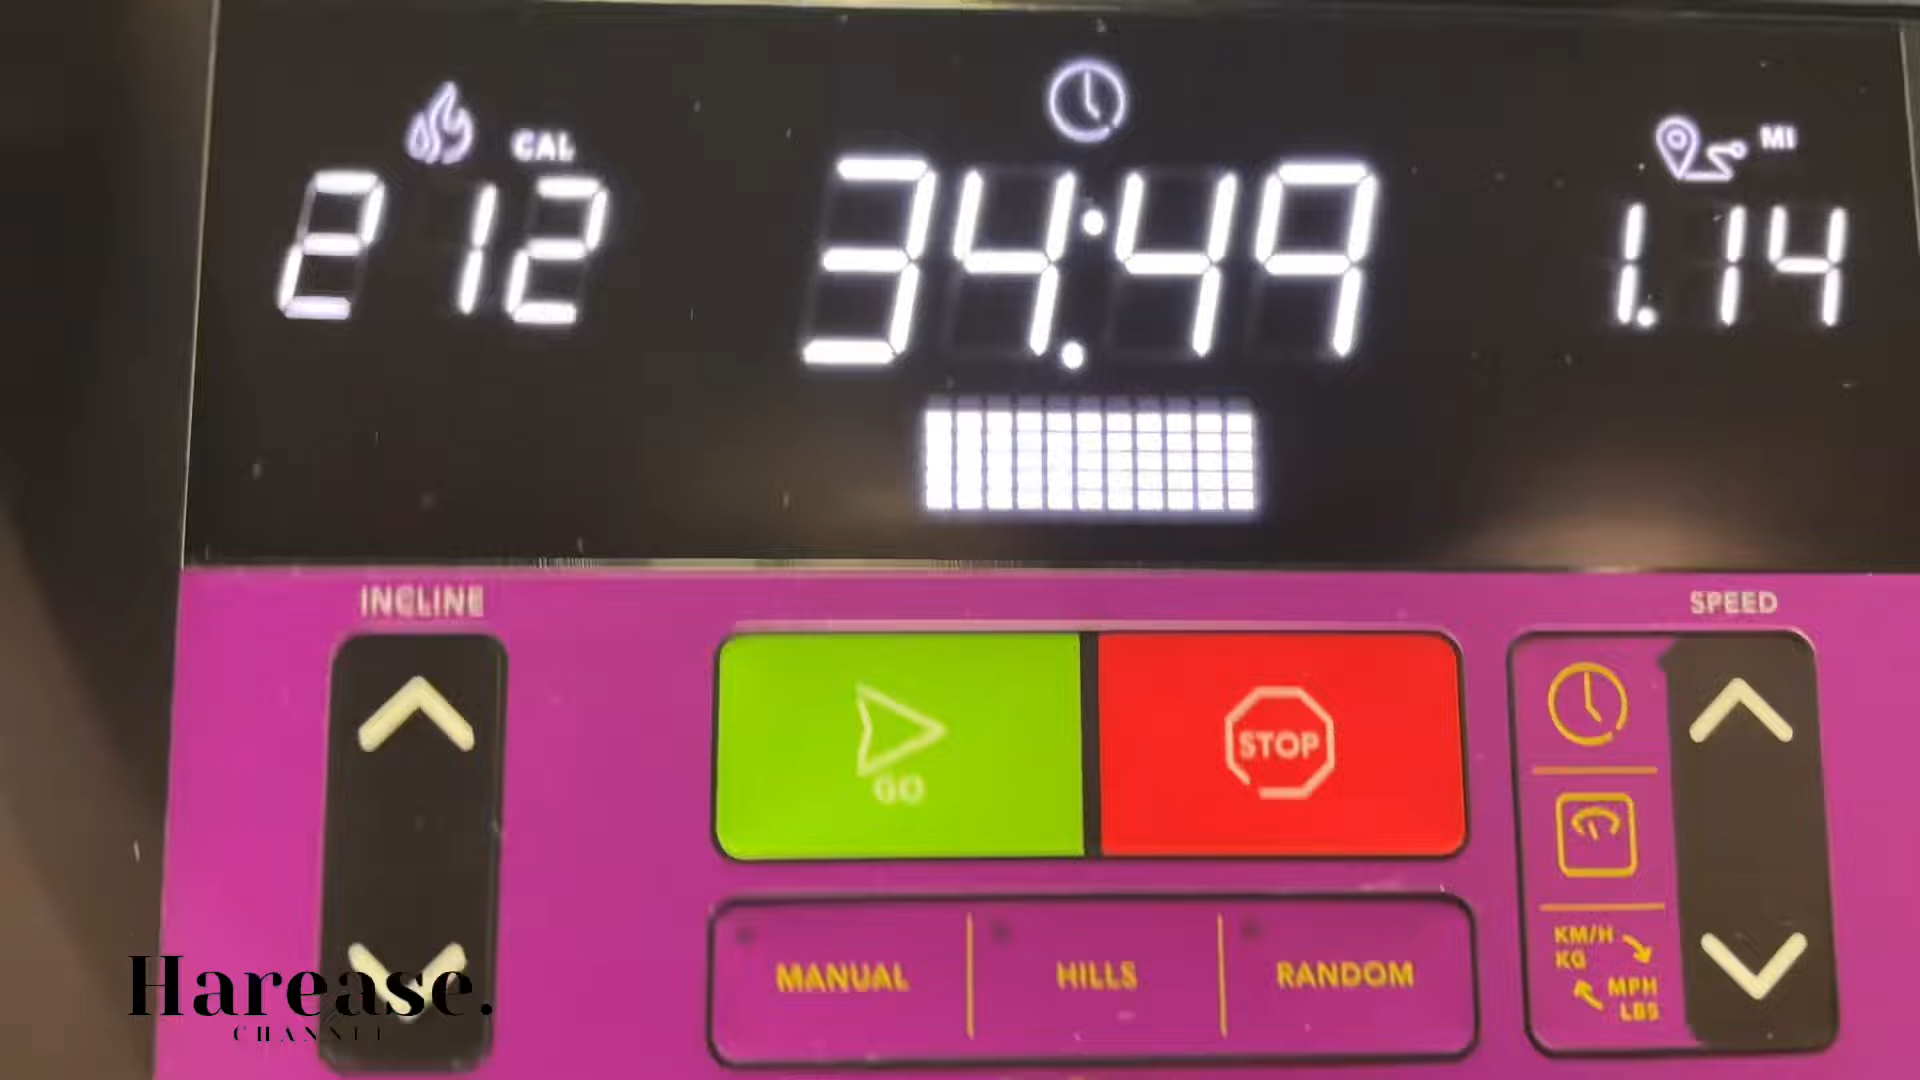 CAL
212
34:49
MI
1.14
INCLINE
SPEED
GO
STOP
MANUAL
HILLS
RANDOM
KM/H
KG
MPH
LBS
Harease.
CHANNEL